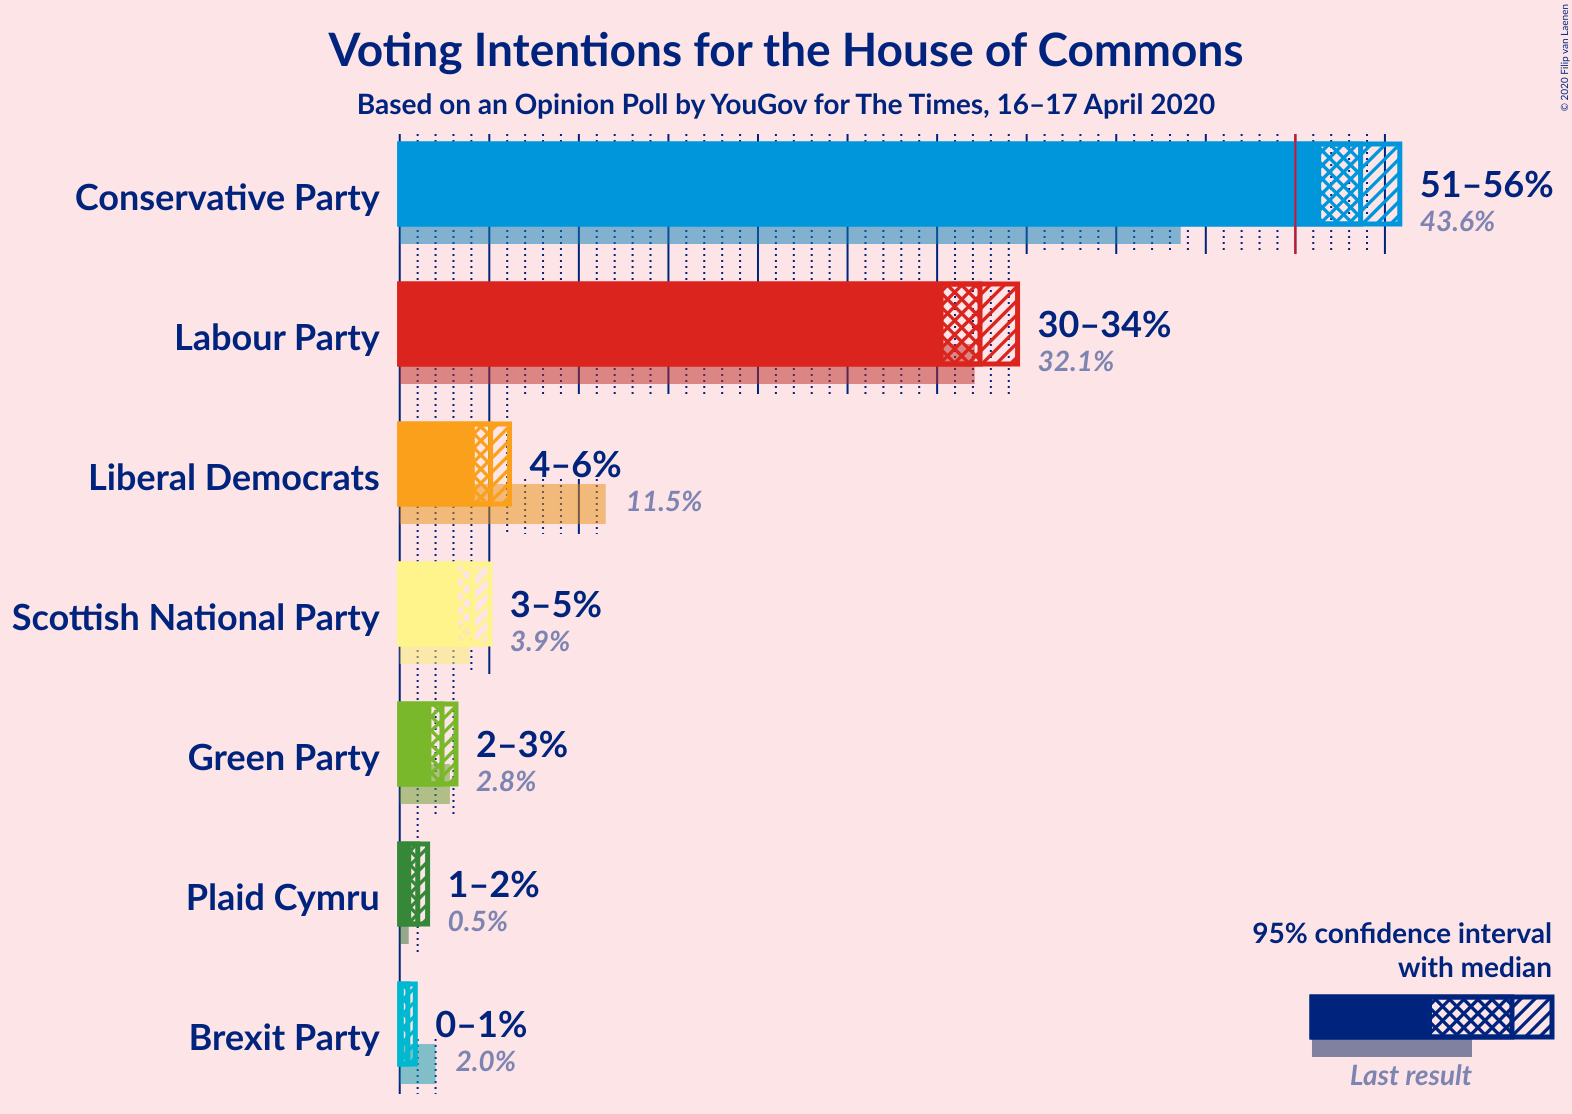 Voting Intentions for the House of Commons
Based on an Opinion Poll by YouGov for The Times, 16–17 April 2020
© 2020 Filip van Laenen
Conservative Party
51–56%
43.6%
Labour Party
30–34%
32.1%
Liberal Democrats
4–6%
11.5%
Scottish National Party
3–5%
3.9%
Green Party
2–3%
2.8%
Plaid Cymru
1–2%
0.5%
Brexit Party
0–1%
2.0%
95% confidence interval
with median
Last result